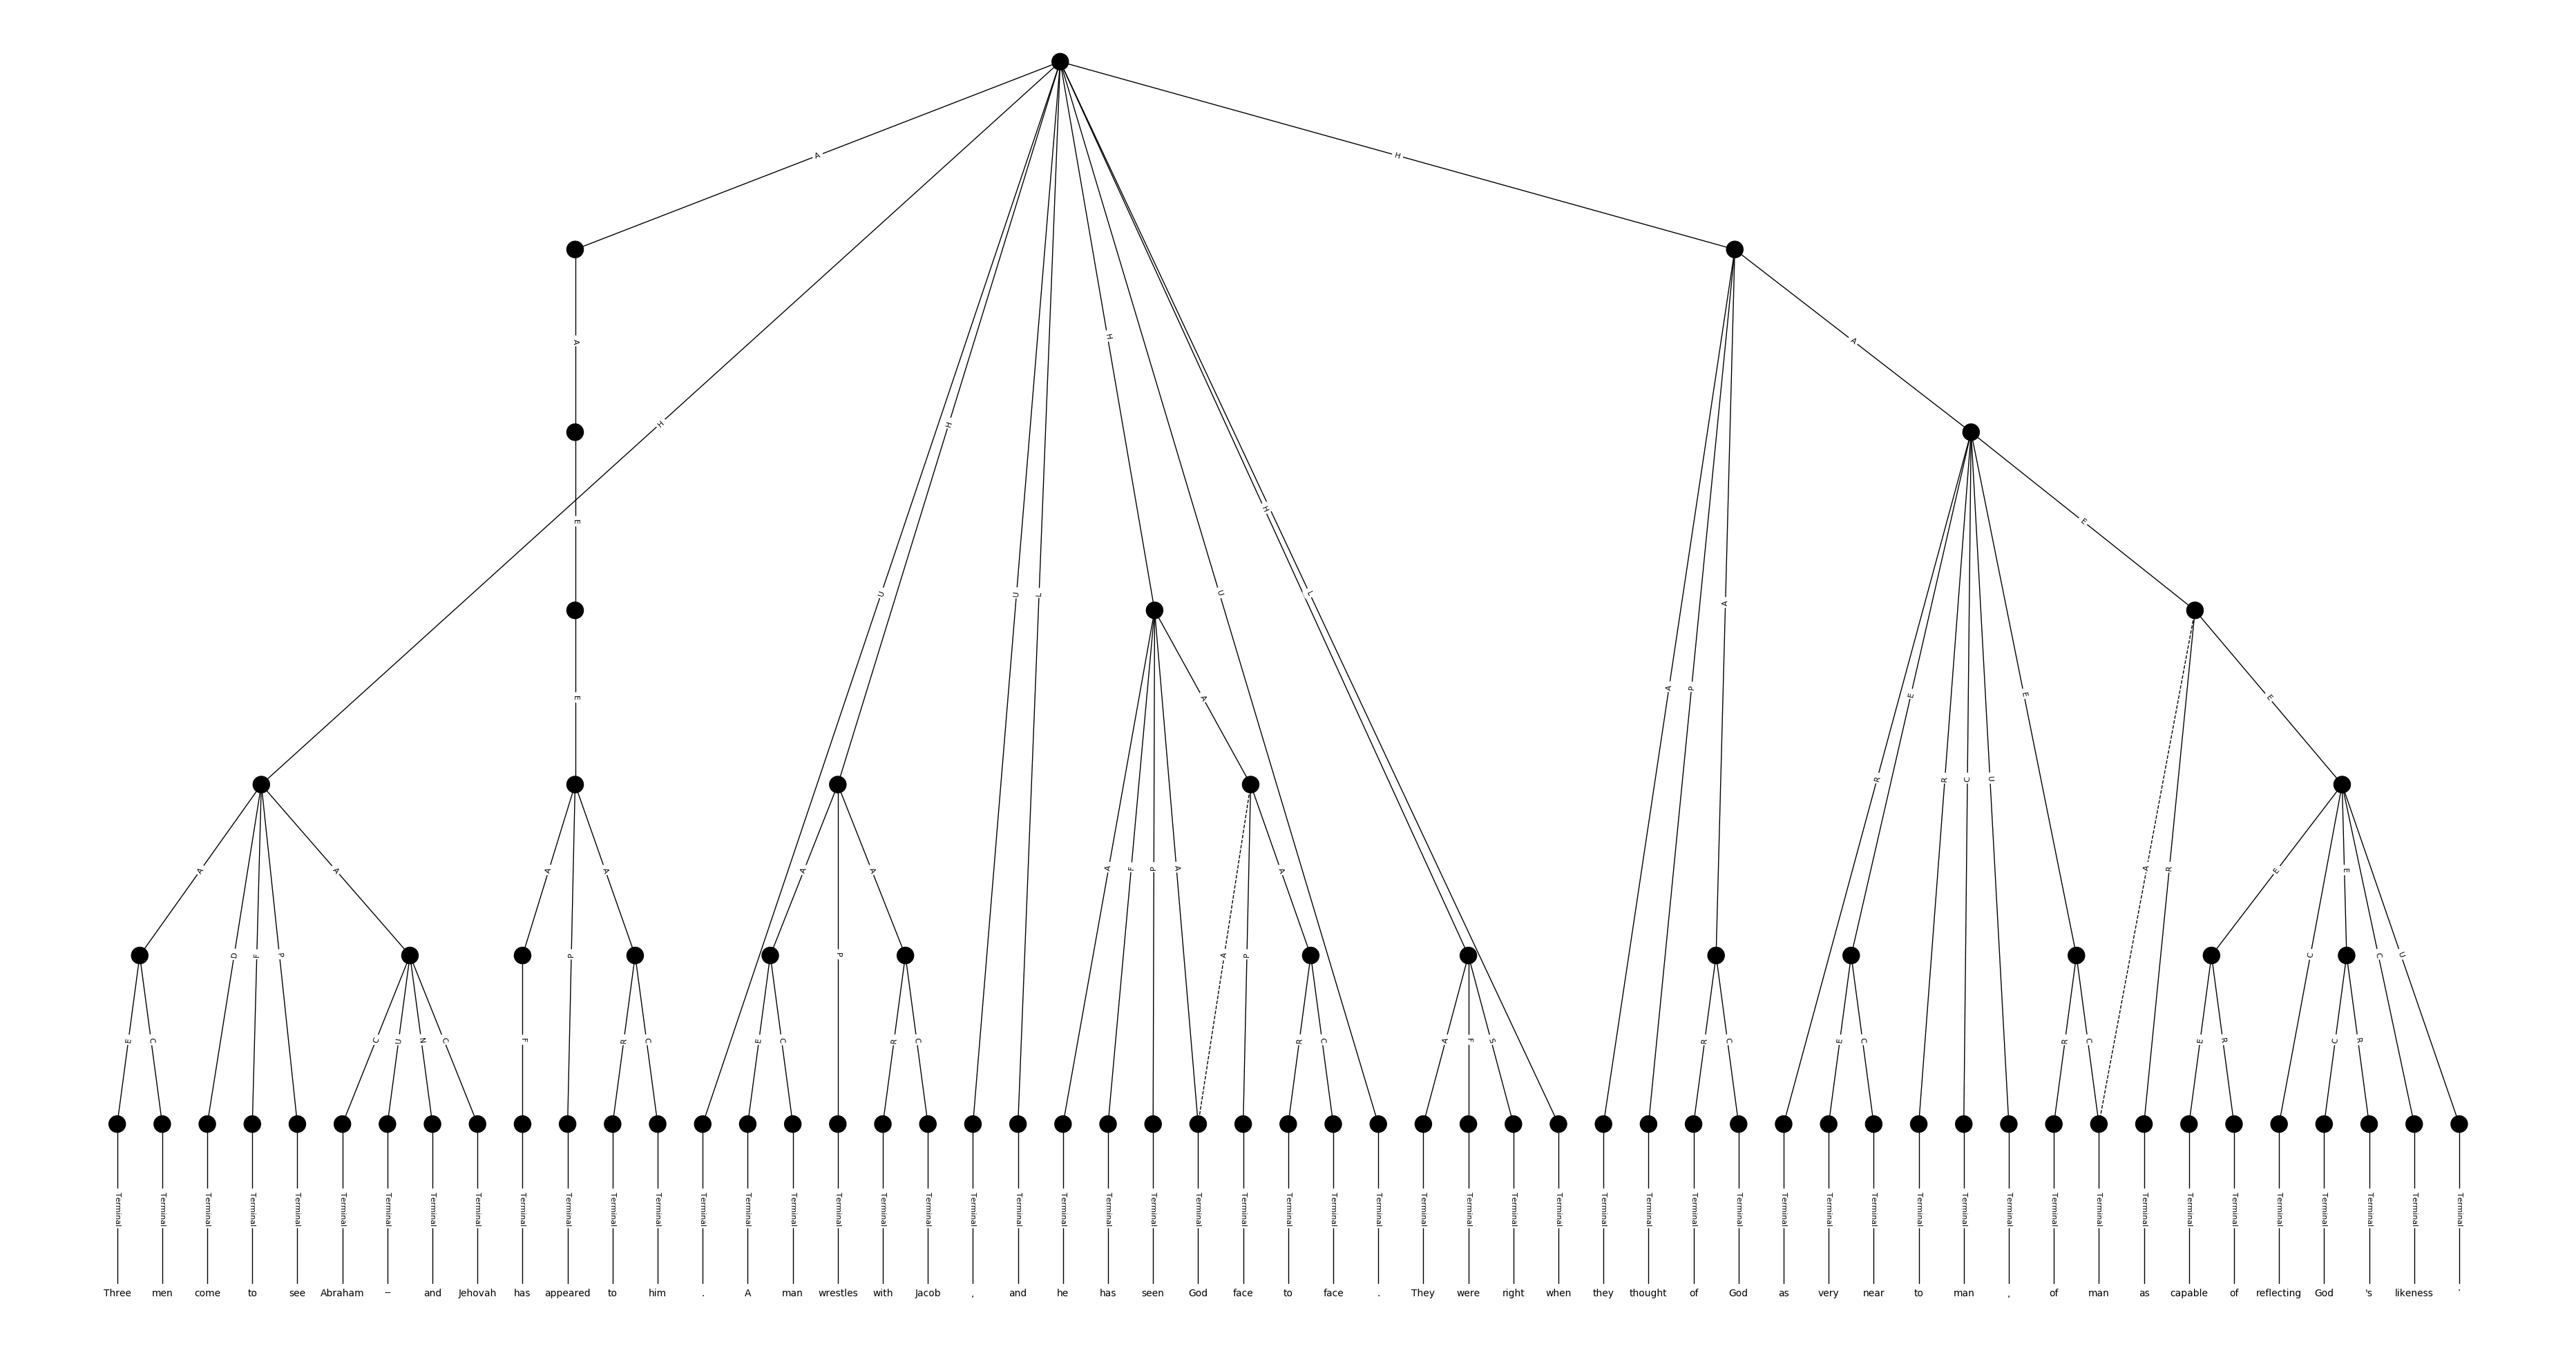 A H
A
A
H E E
H H
H L
U U L H U
A P A R E R C U E
E E
A A A P A A A P A A F P A A P A A R E C E C U
D F P F
E C C U N C F R C E C R C R C A F S R C E C R C E R C R
Terminal Terminal Terminal Terminal Terminal Terminal Terminal Terminal Terminal Terminal Terminal Terminal Terminal Terminal Terminal Terminal Terminal Terminal Terminal Terminal Terminal Terminal Terminal Terminal Terminal Terminal Terminal Terminal Terminal Terminal Terminal Terminal Terminal Terminal Terminal Terminal Terminal Terminal Terminal Terminal Terminal Terminal Terminal Terminal Terminal Terminal Terminal Terminal Terminal Terminal Terminal Terminal Terminal
Three men come to see Abraham – and Jehovah has appeared to him . A man wrestles with Jacob , and he has seen God face to face . They were right when they thought of God as very near to man , of man as capable of reflecting God 's likeness '